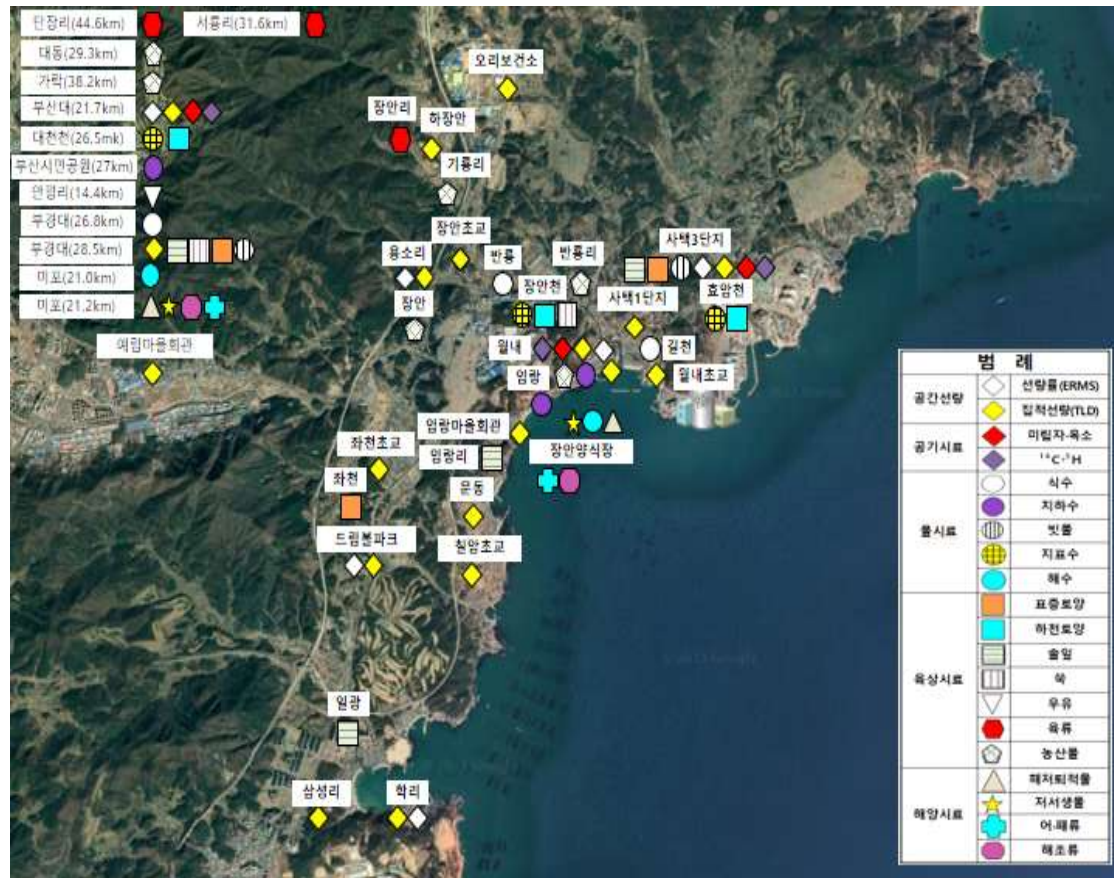 단장리(44.6km) 서룡리(31.6km)
대동(29.3km)
가락(38.2km)
부산대(21.7km)
대천천(26.5mk)
부산시민공원(27km)
부경대(26.8km)
부경대(28.5km)
미포(21.0km)
미포(21.2km)
예림마을회관
오리보건소
장안리
하장안
기룡리
장안초교
용소리
반룡
반룡리
사택3단지
장안
장안천
사택1단지
효암천
월내
길천
임랑
월내초교
임랑마을회관
장안양식장
임랑리
좌천초교
좌천
문동
드림볼파크
칠암초교
일광
삼성리
학리
범 례
공간선량
선량률(ERMS)
집적선량(TLD)
공기시료
미립자·옥소
¹⁴C·³H
물시료
식수
지하수
빗물
지표수
해수
육상시료
표층토양
하천토양
솔잎
쑥
우유
육류
농산물
해양시료
해저퇴적물
저서생물
어·패류
해조류